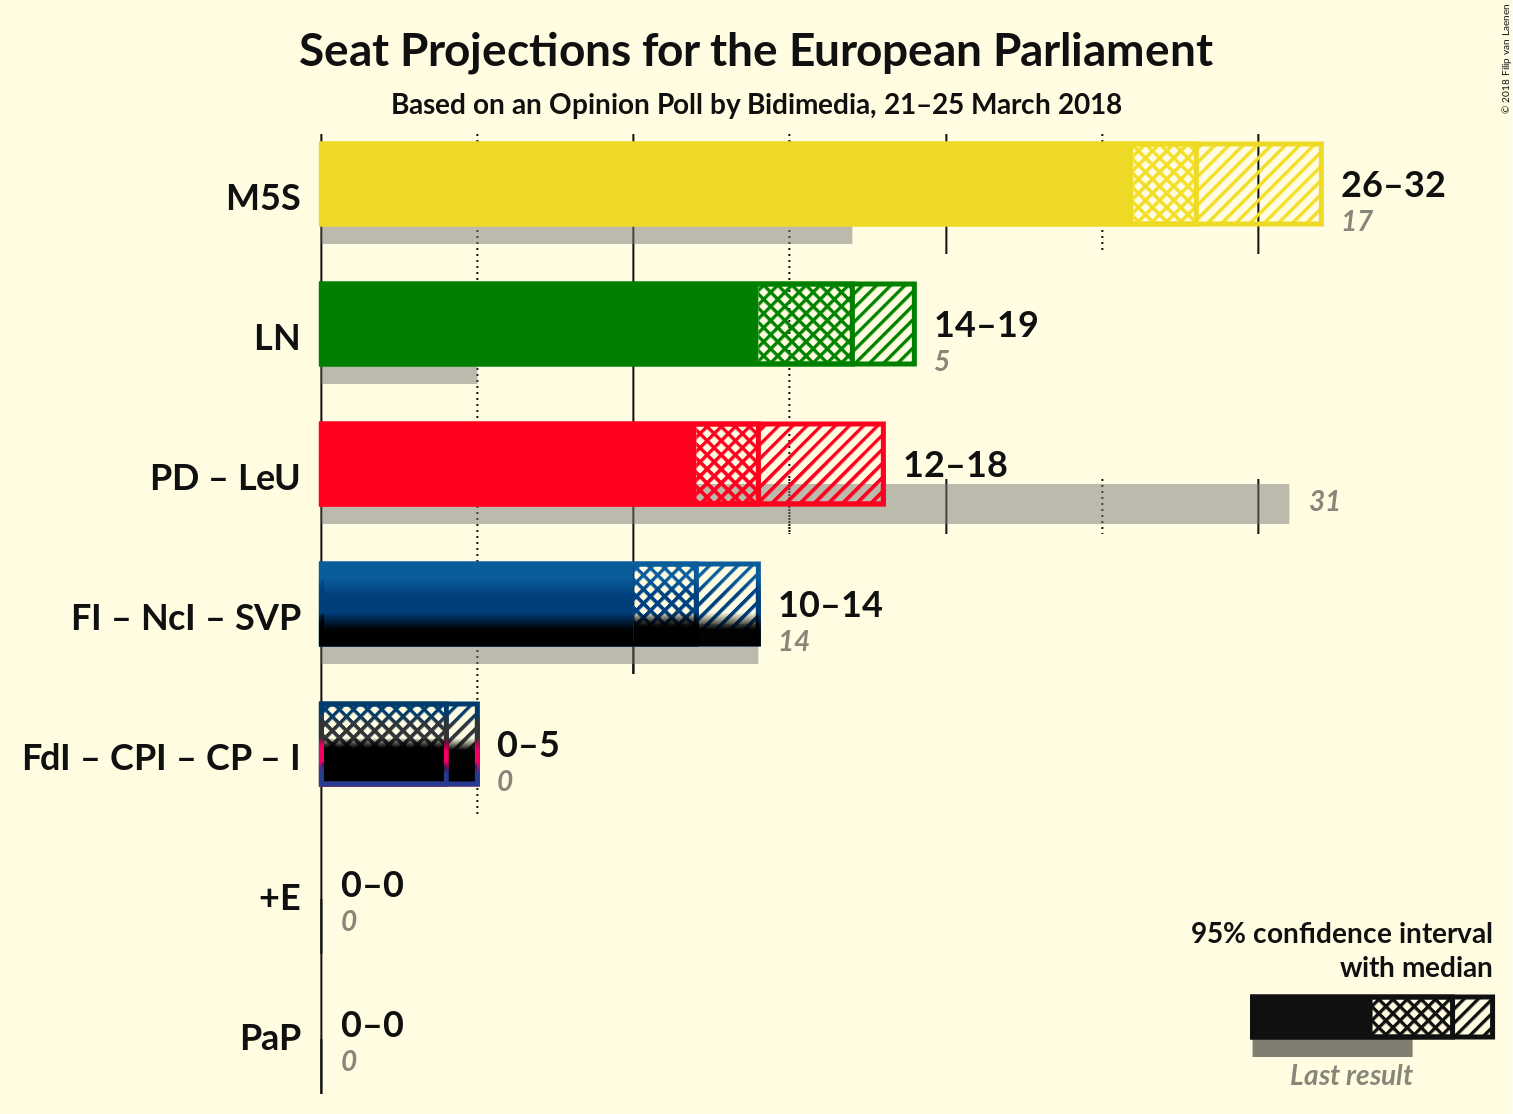 Seat Projections for the European Parliament
Based on an Opinion Poll by Bidimedia, 21–25 March 2018
© 2018 Filip van Laenen
M5S
26–32
17
LN
14–19
5
PD – LeU
12–18
31
FI – NcI – SVP
10–14
14
FdI – CPI – CP – I
0–5
0
+E
0–0
0
PaP
0–0
0
95% confidence interval
with median
Last result